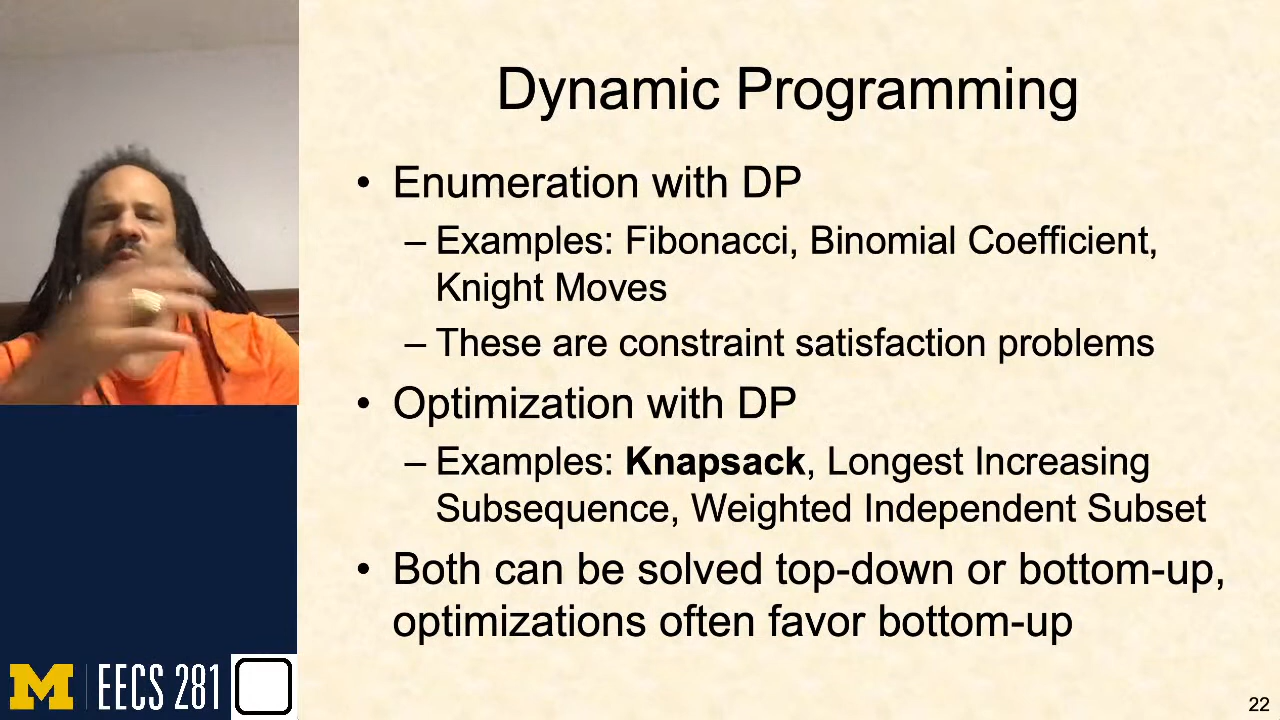 Dynamic Programming
• Enumeration with DP
– Examples: Fibonacci, Binomial Coefficient,
Knight Moves
– These are constraint satisfaction problems
• Optimization with DP
– Examples: Knapsack, Longest Increasing
Subsequence, Weighted Independent Subset
• Both can be solved top-down or bottom-up,
optimizations often favor bottom-up
M EECS 281
22